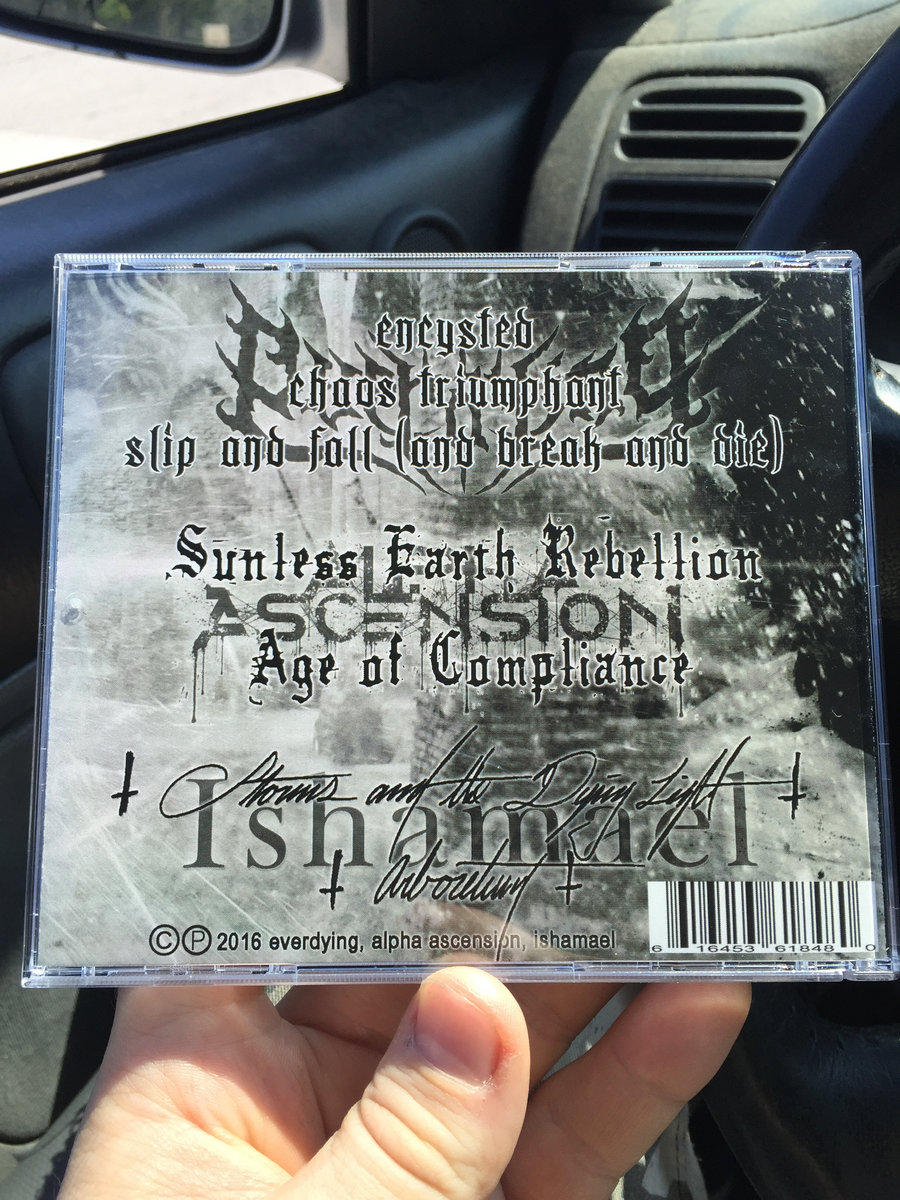 encysted
chaos triumphant
slip and fall (and break and die)
Sunless Earth Rebellion
ASCENSION
Age of Compliance
Storms and the Dying Light
Ishamael
Arboretum
©℗ 2016 everdying, alpha ascension, ishamael
6 16453 61848 0